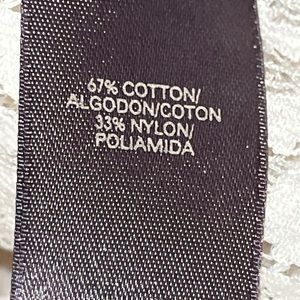 67% COTTON/
ALGODON/COTON
33% NYLON/
POLIAMIDA